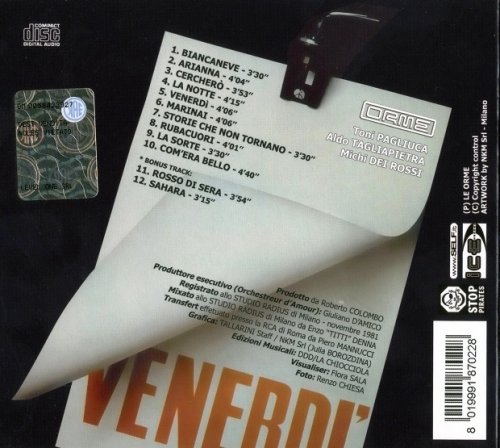 COMPACT
disc
DIGITAL AUDIO
1. BIANCANEVE - 3'30"
2. ARIANNA - 4'04"
3. CERCHERÒ - 3'53"
4. LA NOTTE - 4'15"
5. VENERDÌ - 4'06"
6. MARINAI - 4'06"
7. STORIE CHE NON TORNANO - 3'30"
8. RUBACUORI - 4'01"
9. LA SORTE - 3'30"
10. COM'ERA BELLO - 4'40"
* BONUS TRACK:
11. ROSSO DI SERA - 3'54"
12. SAHARA - 3'15"
ORME
Toni PAGLIUCA
Aldo TAGLIAPIETRA
Michi DEI ROSSI
Prodotto da Roberto COLOMBO
Produttore esecutivo (Orchestreur d'Amour): Giuliano D'AMICO
Registrato allo STUDIO RADIUS di Milano - novembre 1981
Mixato allo STUDIO RADIUS di Milano da Enzo "TITTI" DENNA
Transfert effetuato presso la RCA di Roma da Piero MANNUCCI
Grafica: TALLARINI Staff / NKM Srl (Julla BOROZDINA)
Edizioni Musicali: DDD/LA CHIOCCIOLA
Visualiser: Flora SALA
Foto: Renzo CHIESA
VENERDI'
(P) LE ORME
(C) Copyright control
ARTWORK by NKM Srl - Milano
www.SELF.it
ICE
STOP
PIRATES
8 019991 870228